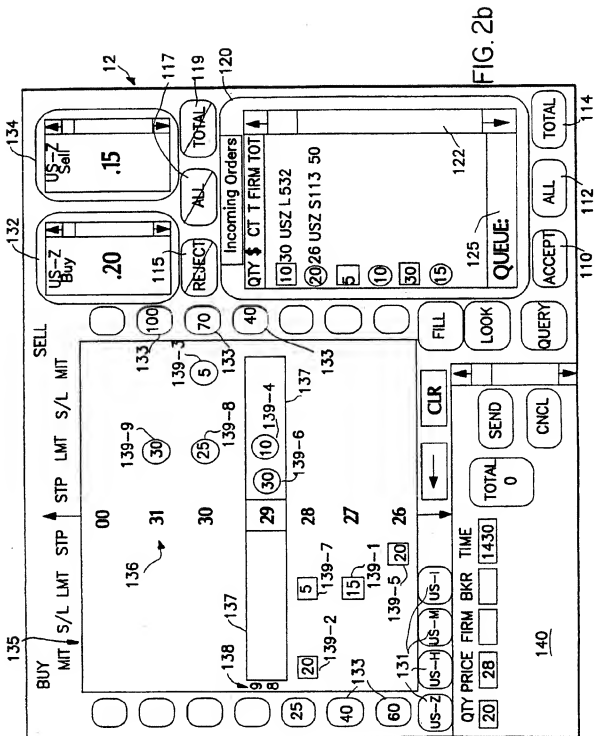 135
BUY
SELL
12
MIT S/L LMT STP
STP LMT S/L MIT
132
134
US-Z
Buy
.20
US-Z
Sell
.15
115
117
119
REJECT
ALL
TOTAL
120
Incoming Orders
QTY $ CT T FIRM TOT
10 30 USZ L 532
20 26 USZ S113 50
5
10
30
15
122
125
QUEUE:
FIG. 2b
110
112
114
ACCEPT
ALL
TOTAL
00
136
31
139-9
30
133
100
30
139-8
25
139-3
5
133
70
137
29
30
10
139-6
139-4
137
133
40
138
9
8
28
139-7
5
139-2
20
25
27
15
139-1
40
133
26
20
139-5
60
FILL
LOOK
QUERY
CLR
US-Z
US-H
US-M
US-I
131
QTY PRICE FIRM BKR TIME
20 28 1430
TOTAL
0
SEND
CNCL
140